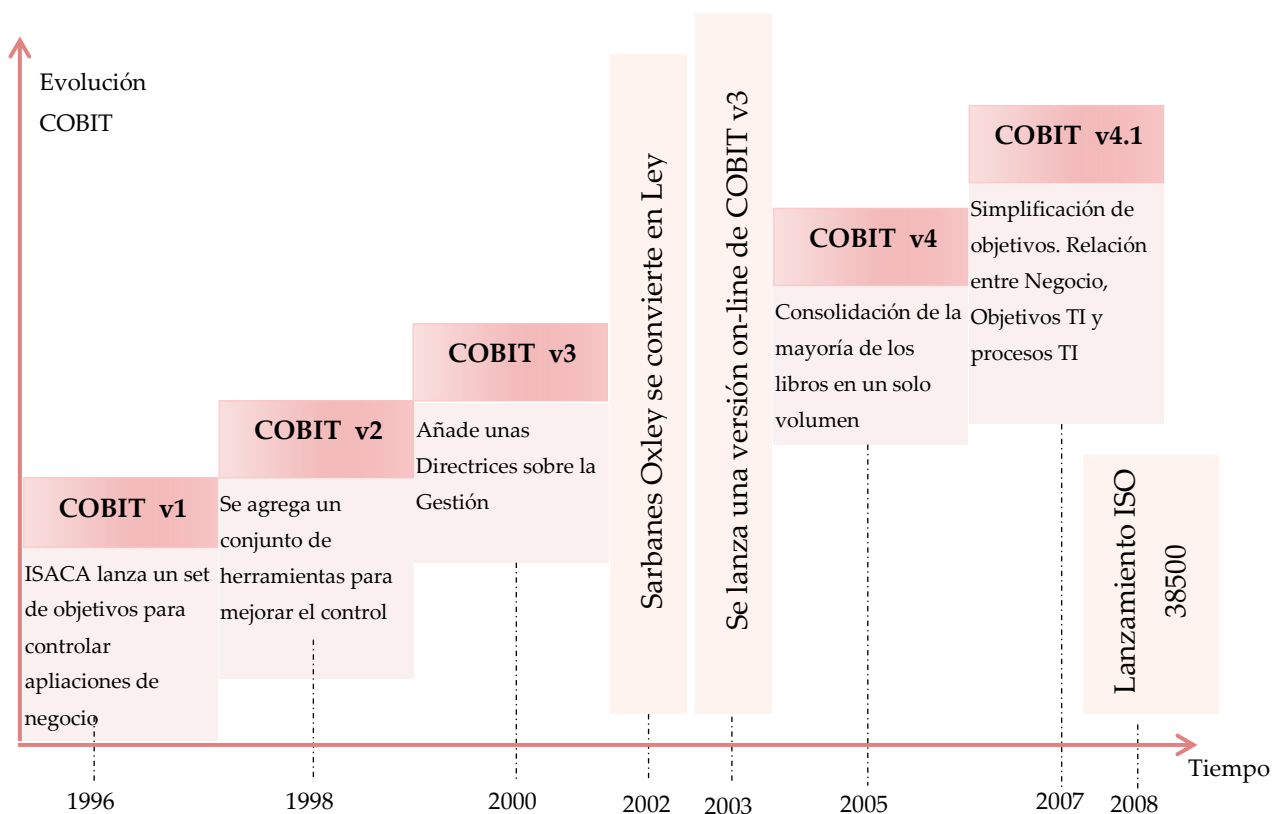 Evolución
COBIT
COBIT v1
ISACA lanza un set
de objetivos para
controlar
apliaciones de
negocio
COBIT v2
Se agrega un
conjunto de
herramientas para
mejorar el control
COBIT v3
Añade unas
Directrices sobre la
Gestión
Sarbanes Oxley se convierte en Ley
Se lanza una versión on-line de COBIT v3
COBIT v4
Consolidación de la
mayoría de los
libros en un solo
volumen
COBIT v4.1
Simplificación de
objetivos. Relación
entre Negocio,
Objetivos TI y
procesos TI
Lanzamiento ISO
38500
Tiempo
1996
1998
2000
2002
2003
2005
2007
2008